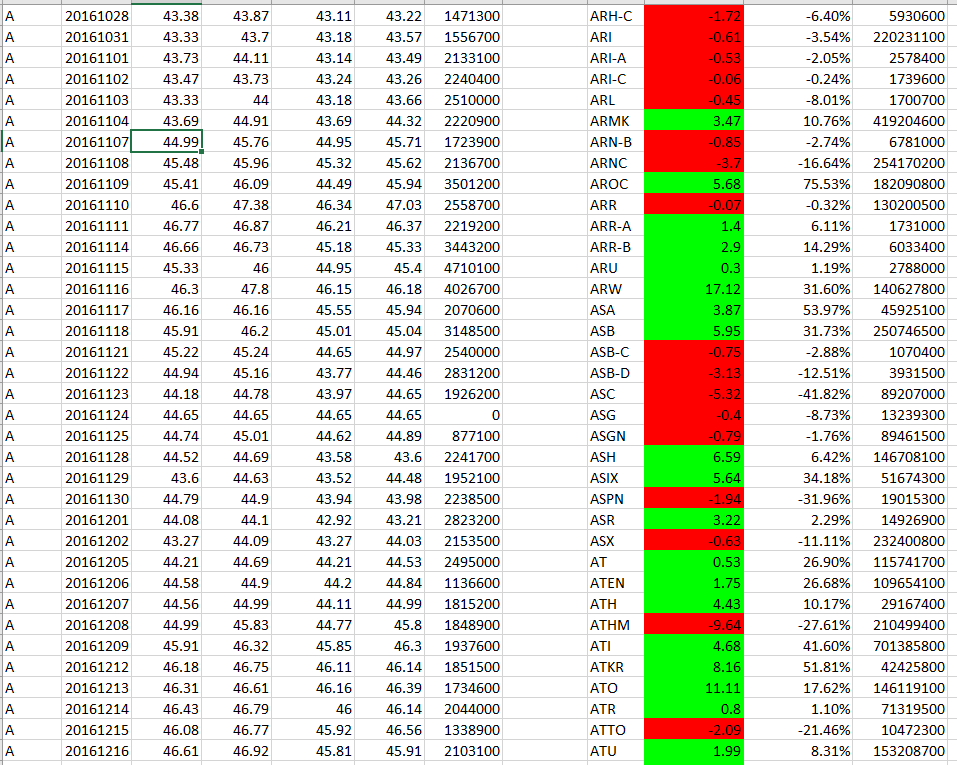 A 20161028 43.38 43.87 43.11 43.22 1471300 ARH-C -1.72 -6.40% 5930600
A 20161031 43.33 43.7 43.18 43.57 1556700 ARI -0.61 -3.54% 220231100
A 20161101 43.73 44.11 43.14 43.49 2133100 ARI-A -0.53 -2.05% 2578400
A 20161102 43.47 43.73 43.24 43.26 2240400 ARI-C -0.06 -0.24% 1739600
A 20161103 43.33 44 43.18 43.66 2510000 ARL -0.45 -8.01% 1700700
A 20161104 43.69 44.91 43.69 44.32 2220900 ARMK 3.47 10.76% 419204600
A 20161107 44.99 45.76 44.95 45.71 1723900 ARN-B -0.85 -2.74% 6781000
A 20161108 45.48 45.96 45.32 45.62 2136700 ARNC -3.7 -16.64% 254170200
A 20161109 45.41 46.09 44.49 45.94 3501200 AROC 5.68 75.53% 182090800
A 20161110 46.6 47.38 46.34 47.03 2558700 ARR -0.07 -0.32% 130200500
A 20161111 46.77 46.87 46.21 46.37 2219200 ARR-A 1.4 6.11% 1731000
A 20161114 46.66 46.73 45.18 45.33 3443200 ARR-B 2.9 14.29% 6033400
A 20161115 45.33 46 44.95 45.4 4710100 ARU 0.3 1.19% 2788000
A 20161116 46.3 47.8 46.15 46.18 4026700 ARW 17.12 31.60% 140627800
A 20161117 46.16 46.16 45.55 45.94 2070600 ASA 3.87 53.97% 45925100
A 20161118 45.91 46.2 45.01 45.04 3148500 ASB 5.95 31.73% 250746500
A 20161121 45.22 45.24 44.65 44.97 2540000 ASB-C -0.75 -2.88% 1070400
A 20161122 44.94 45.16 43.77 44.46 2831200 ASB-D -3.13 -12.51% 3931500
A 20161123 44.18 44.78 43.97 44.65 1926200 ASC -5.32 -41.82% 89207000
A 20161124 44.65 44.65 44.65 44.65 0 ASG -0.4 -8.73% 13239300
A 20161125 44.74 45.01 44.62 44.89 877100 ASGN -0.79 -1.76% 89461500
A 20161128 44.52 44.69 43.58 43.6 2241700 ASH 6.59 6.42% 146708100
A 20161129 43.6 44.63 43.52 44.48 1952100 ASIX 5.64 34.18% 51674300
A 20161130 44.79 44.9 43.94 43.98 2238500 ASPN -1.94 -31.96% 19015300
A 20161201 44.08 44.1 42.92 43.21 2823200 ASR 3.22 2.29% 14926900
A 20161202 43.27 44.09 43.27 44.03 2153500 ASX -0.63 -11.11% 232400800
A 20161205 44.21 44.69 44.21 44.53 2495000 AT 0.53 26.90% 115741700
A 20161206 44.58 44.9 44.2 44.84 1136600 ATEN 1.75 26.68% 109654100
A 20161207 44.56 44.99 44.11 44.99 1815200 ATH 4.43 10.17% 29167400
A 20161208 44.99 45.83 44.77 45.8 1848900 ATHM -9.64 -27.61% 210499400
A 20161209 45.91 46.32 45.85 46.3 1937600 ATI 4.68 41.60% 701385800
A 20161212 46.18 46.75 46.11 46.14 1851500 ATKR 8.16 51.81% 42425800
A 20161213 46.31 46.61 46.16 46.39 1734600 ATO 11.11 17.62% 146119100
A 20161214 46.43 46.79 46 46.14 2044000 ATR 0.8 1.10% 71319500
A 20161215 46.08 46.77 45.92 46.56 1338900 ATTO -2.09 -21.46% 10472300
A 20161216 46.61 46.92 45.81 45.91 2103100 ATU 1.99 8.31% 153208700